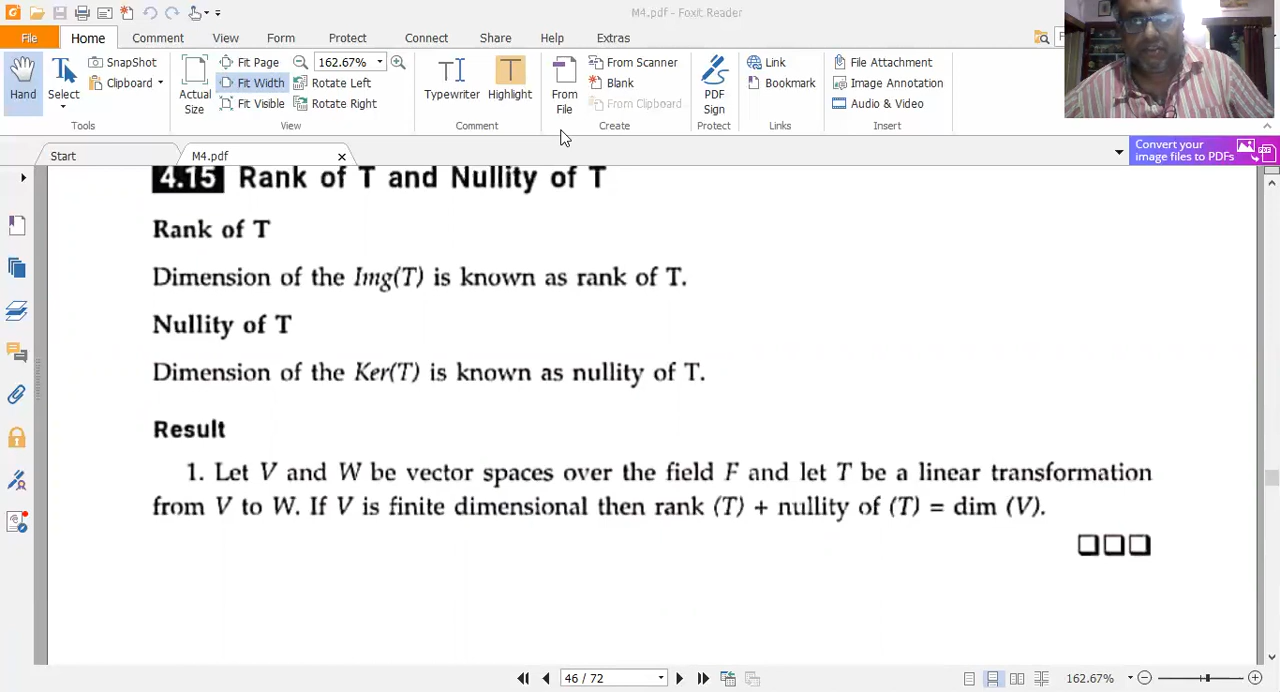 M4.pdf - Foxit Reader
File Home Comment View Form Protect Connect Share Help Extras
Hand Select SnapShot Clipboard Actual Size Fit Page Fit Width Fit Visible 162.67% Rotate Left Rotate Right Typewriter Highlight From File From Scanner Blank From Clipboard PDF Sign Link Bookmark File Attachment Image Annotation Audio & Video
Tools View Comment Create Protect Links Insert
Start M4.pdf
Convert your image files to PDFs
4.15 Rank of T and Nullity of T
Rank of T
Dimension of the Img(T) is known as rank of T.
Nullity of T
Dimension of the Ker(T) is known as nullity of T.
Result
1. Let V and W be vector spaces over the field F and let T be a linear transformation
from V to W. If V is finite dimensional then rank (T) + nullity of (T) = dim (V).
46 / 72 162.67%